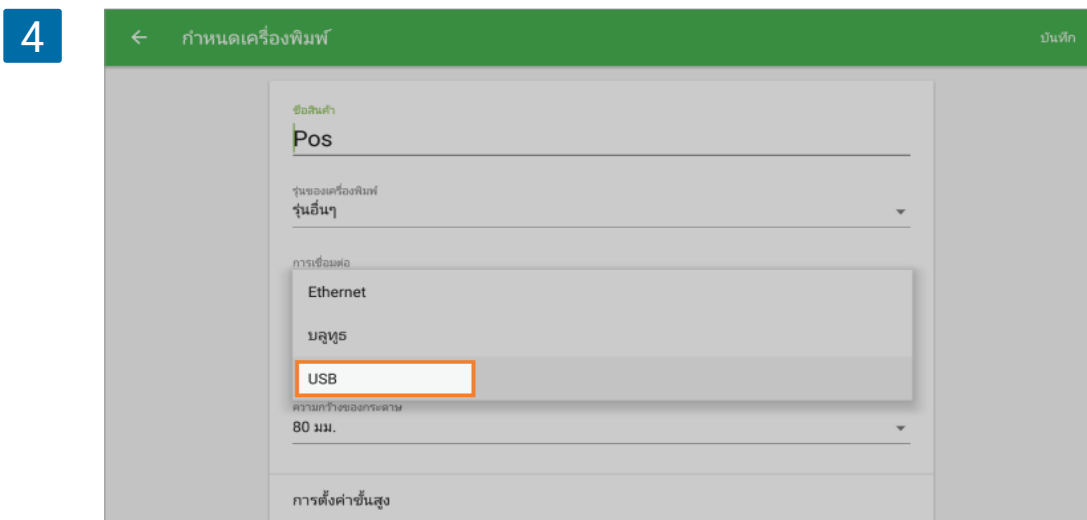 4
กำหนดเครื่องพิมพ์
บันทึก
ชื่อสินค้า
Pos
รุ่นของเครื่องพิมพ์
รุ่นอื่นๆ
การเชื่อมต่อ
Ethernet
บลูทูธ
USB
ความกว้างของกระดาษ
80 มม.
การตั้งค่าขั้นสูง